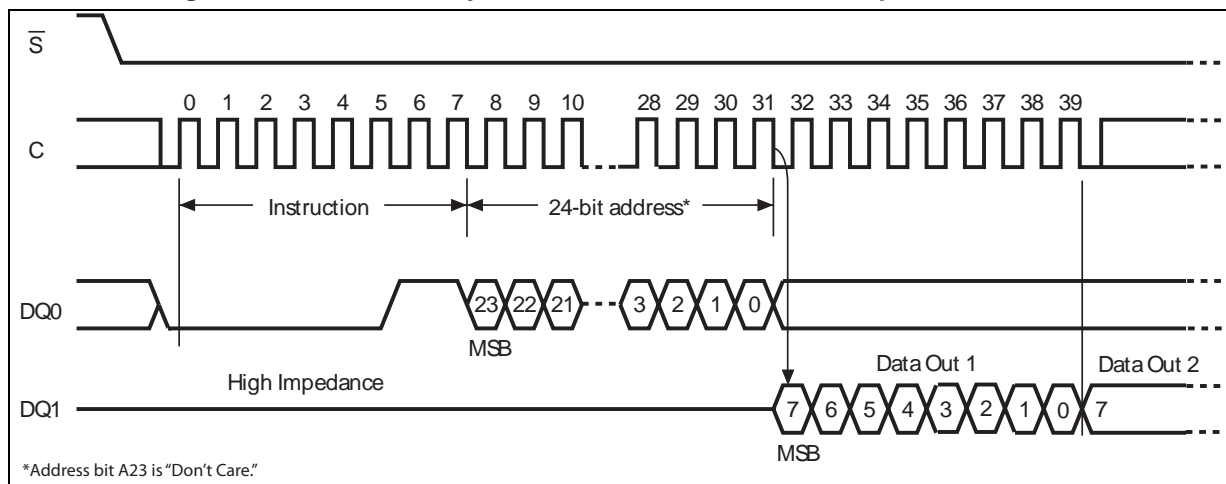 S
0 1 2 3 4 5 6 7 8 9 10 28 29 30 31 32 33 34 35 36 37 38 39
C
Instruction 24-bit address*
DQ0 23 22 21 3 2 1 0
MSB
High Impedance Data Out 1 Data Out 2
DQ1 7 6 5 4 3 2 1 0 7
MSB
*Address bit A23 is “Don’t Care.”